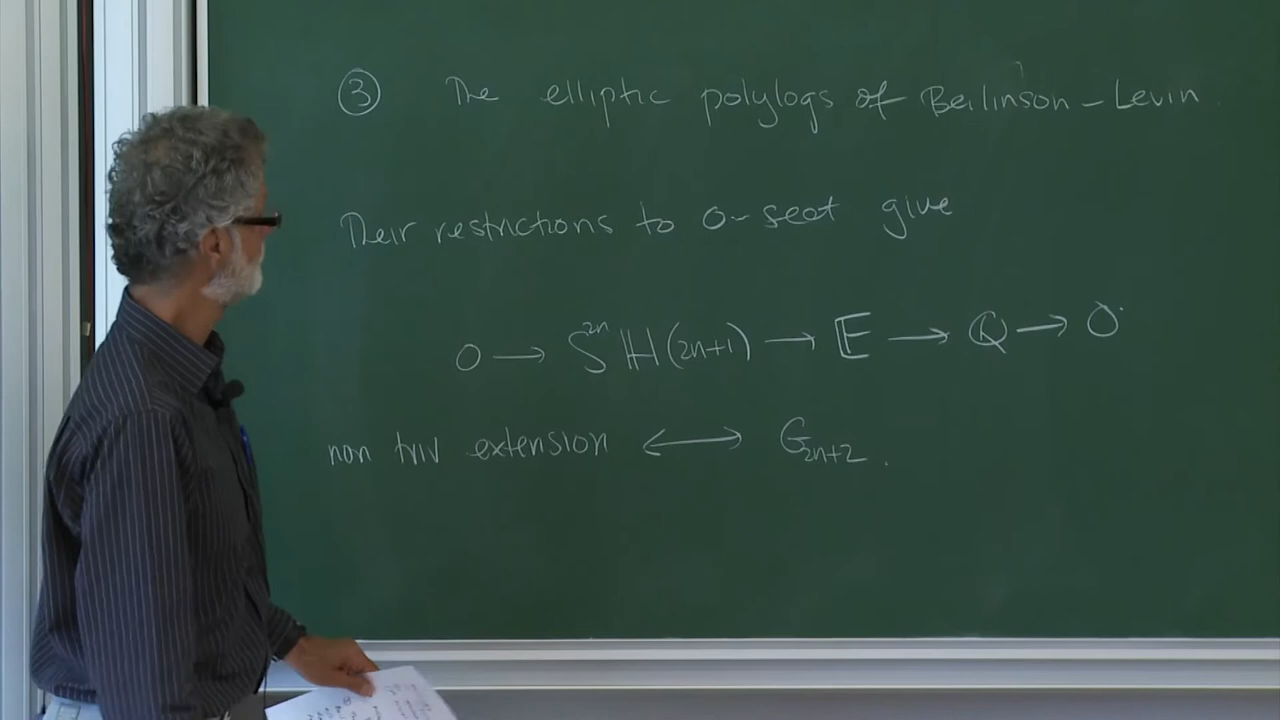 ③ The elliptic polylogs of Beilinson - Levin
Their restrictions to 0-sect give
0 → S²ⁿ ℍ(2n+1) → 𝔼 → ℚ → 0
non triv extension ↔ G₂ₙ₊₂.